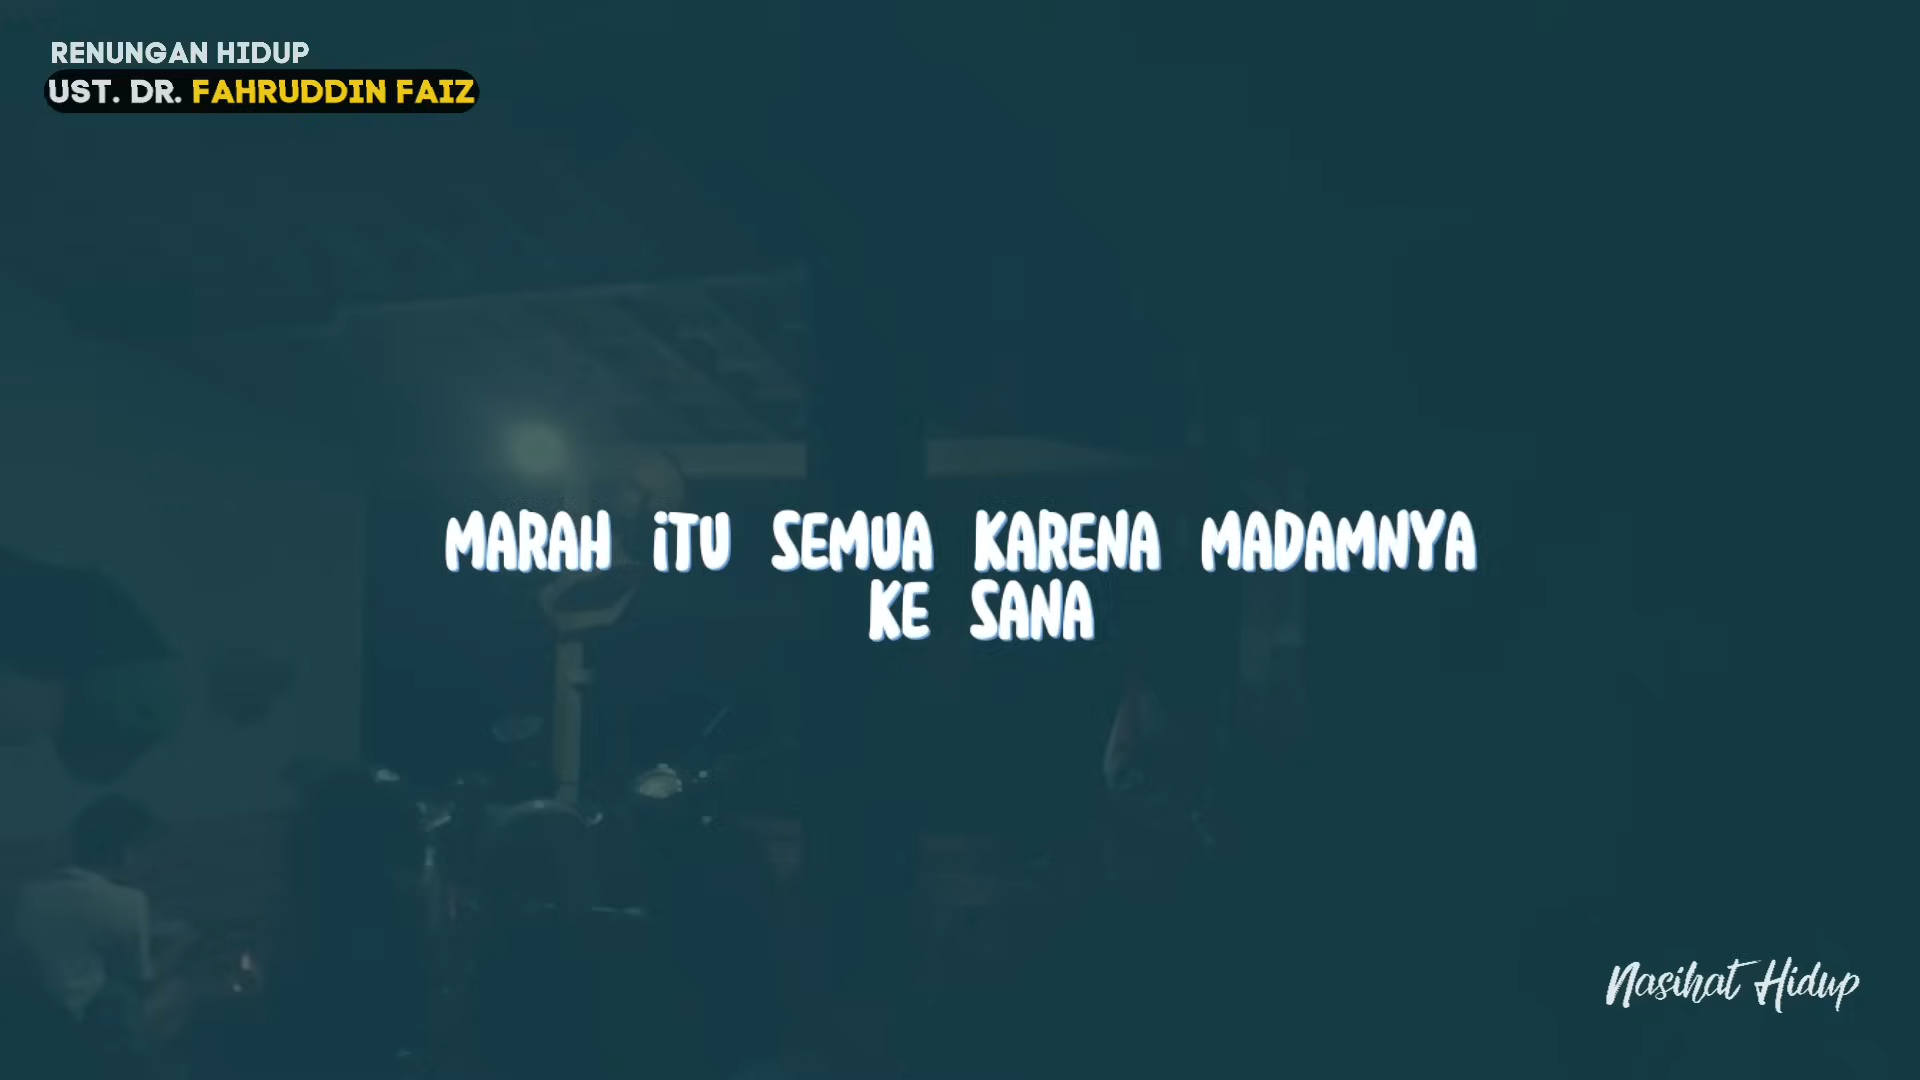 RENUNGAN HIDUP
UST. DR. FAHRUDDIN FAIZ
MARAH iTU SEMUA KARENA MADAMNYA
KE SANA
Nasihat Hidup